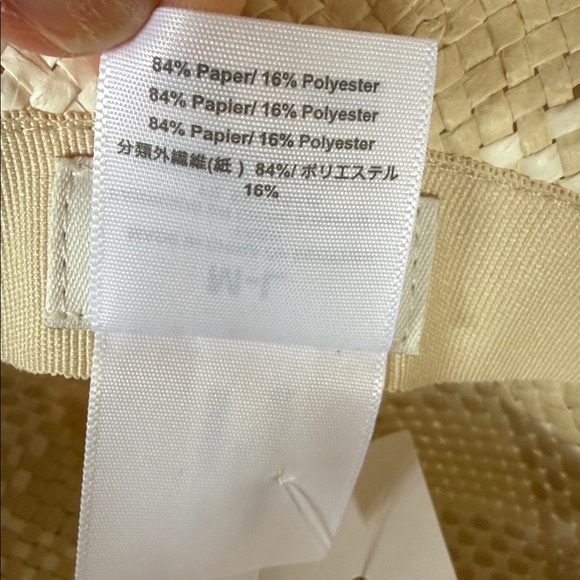 84% Paper/ 16% Polyester
84% Papier/ 16% Polyester
84% Papier/ 16% Polyester
分類外繊維(紙 ) 84%/ ポリエステル
16%